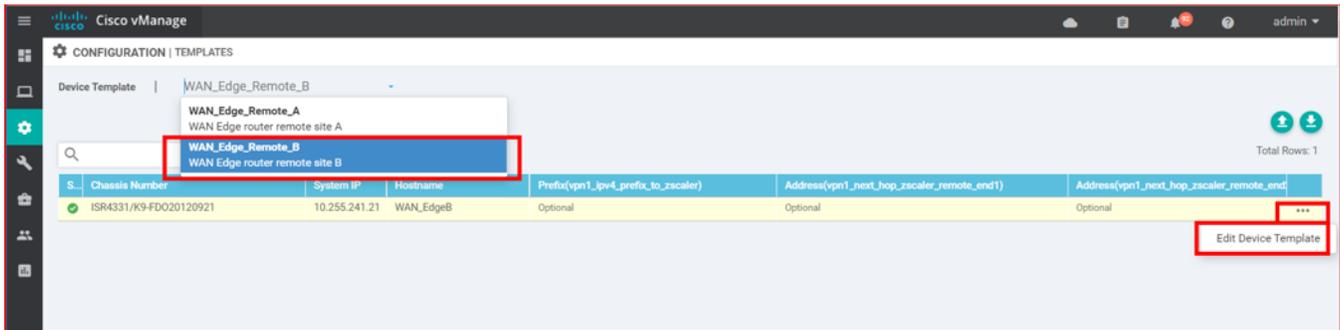 cisco Cisco vManage
92
admin
CONFIGURATION | TEMPLATES
Device Template | WAN_Edge_Remote_B
WAN_Edge_Remote_A
WAN Edge router remote site A
WAN_Edge_Remote_B
WAN Edge router remote site B
Total Rows: 1
S... Chassis Number System IP Hostname Prefix(vpn1_ipv4_prefix_to_zscaler) Address(vpn1_next_hop_zscaler_remote_end1) Address(vpn1_next_hop_zscaler_remote_end
ISR4331/K9-FDO20120921 10.255.241.21 WAN_EdgeB Optional Optional Optional ...
Edit Device Template